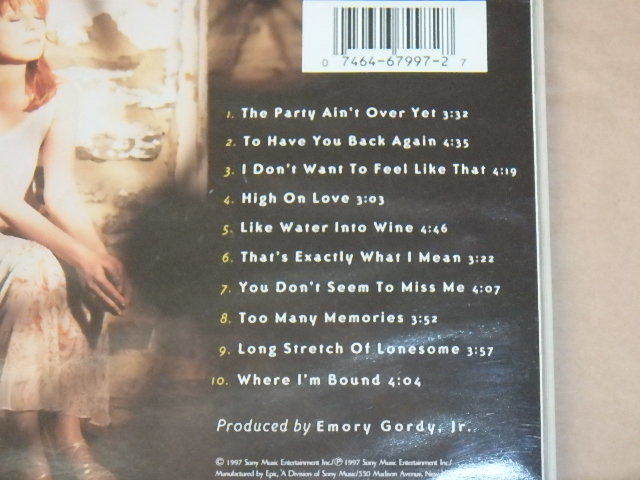 0 7464-67997-2 7
1. The Party Ain't Over Yet 3:32
2. To Have You Back Again 4:35
3. I Don't Want To Feel Like That 4:19
4. High On Love 3:03
5. Like Water Into Wine 4:46
6. That's Exactly What I Mean 3:22
7. You Don't Seem To Miss Me 4:07
8. Too Many Memories 3:52
9. Long Stretch Of Lonesome 3:57
10. Where I'm Bound 4:04
Produced by Emory Gordy, Jr.
© 1997 Sony Music Entertainment Inc./℗ 1997 Sony Music Entertainment Inc./
Manufactured by Epic, A Division of Sony Music/550 Madison Avenue,